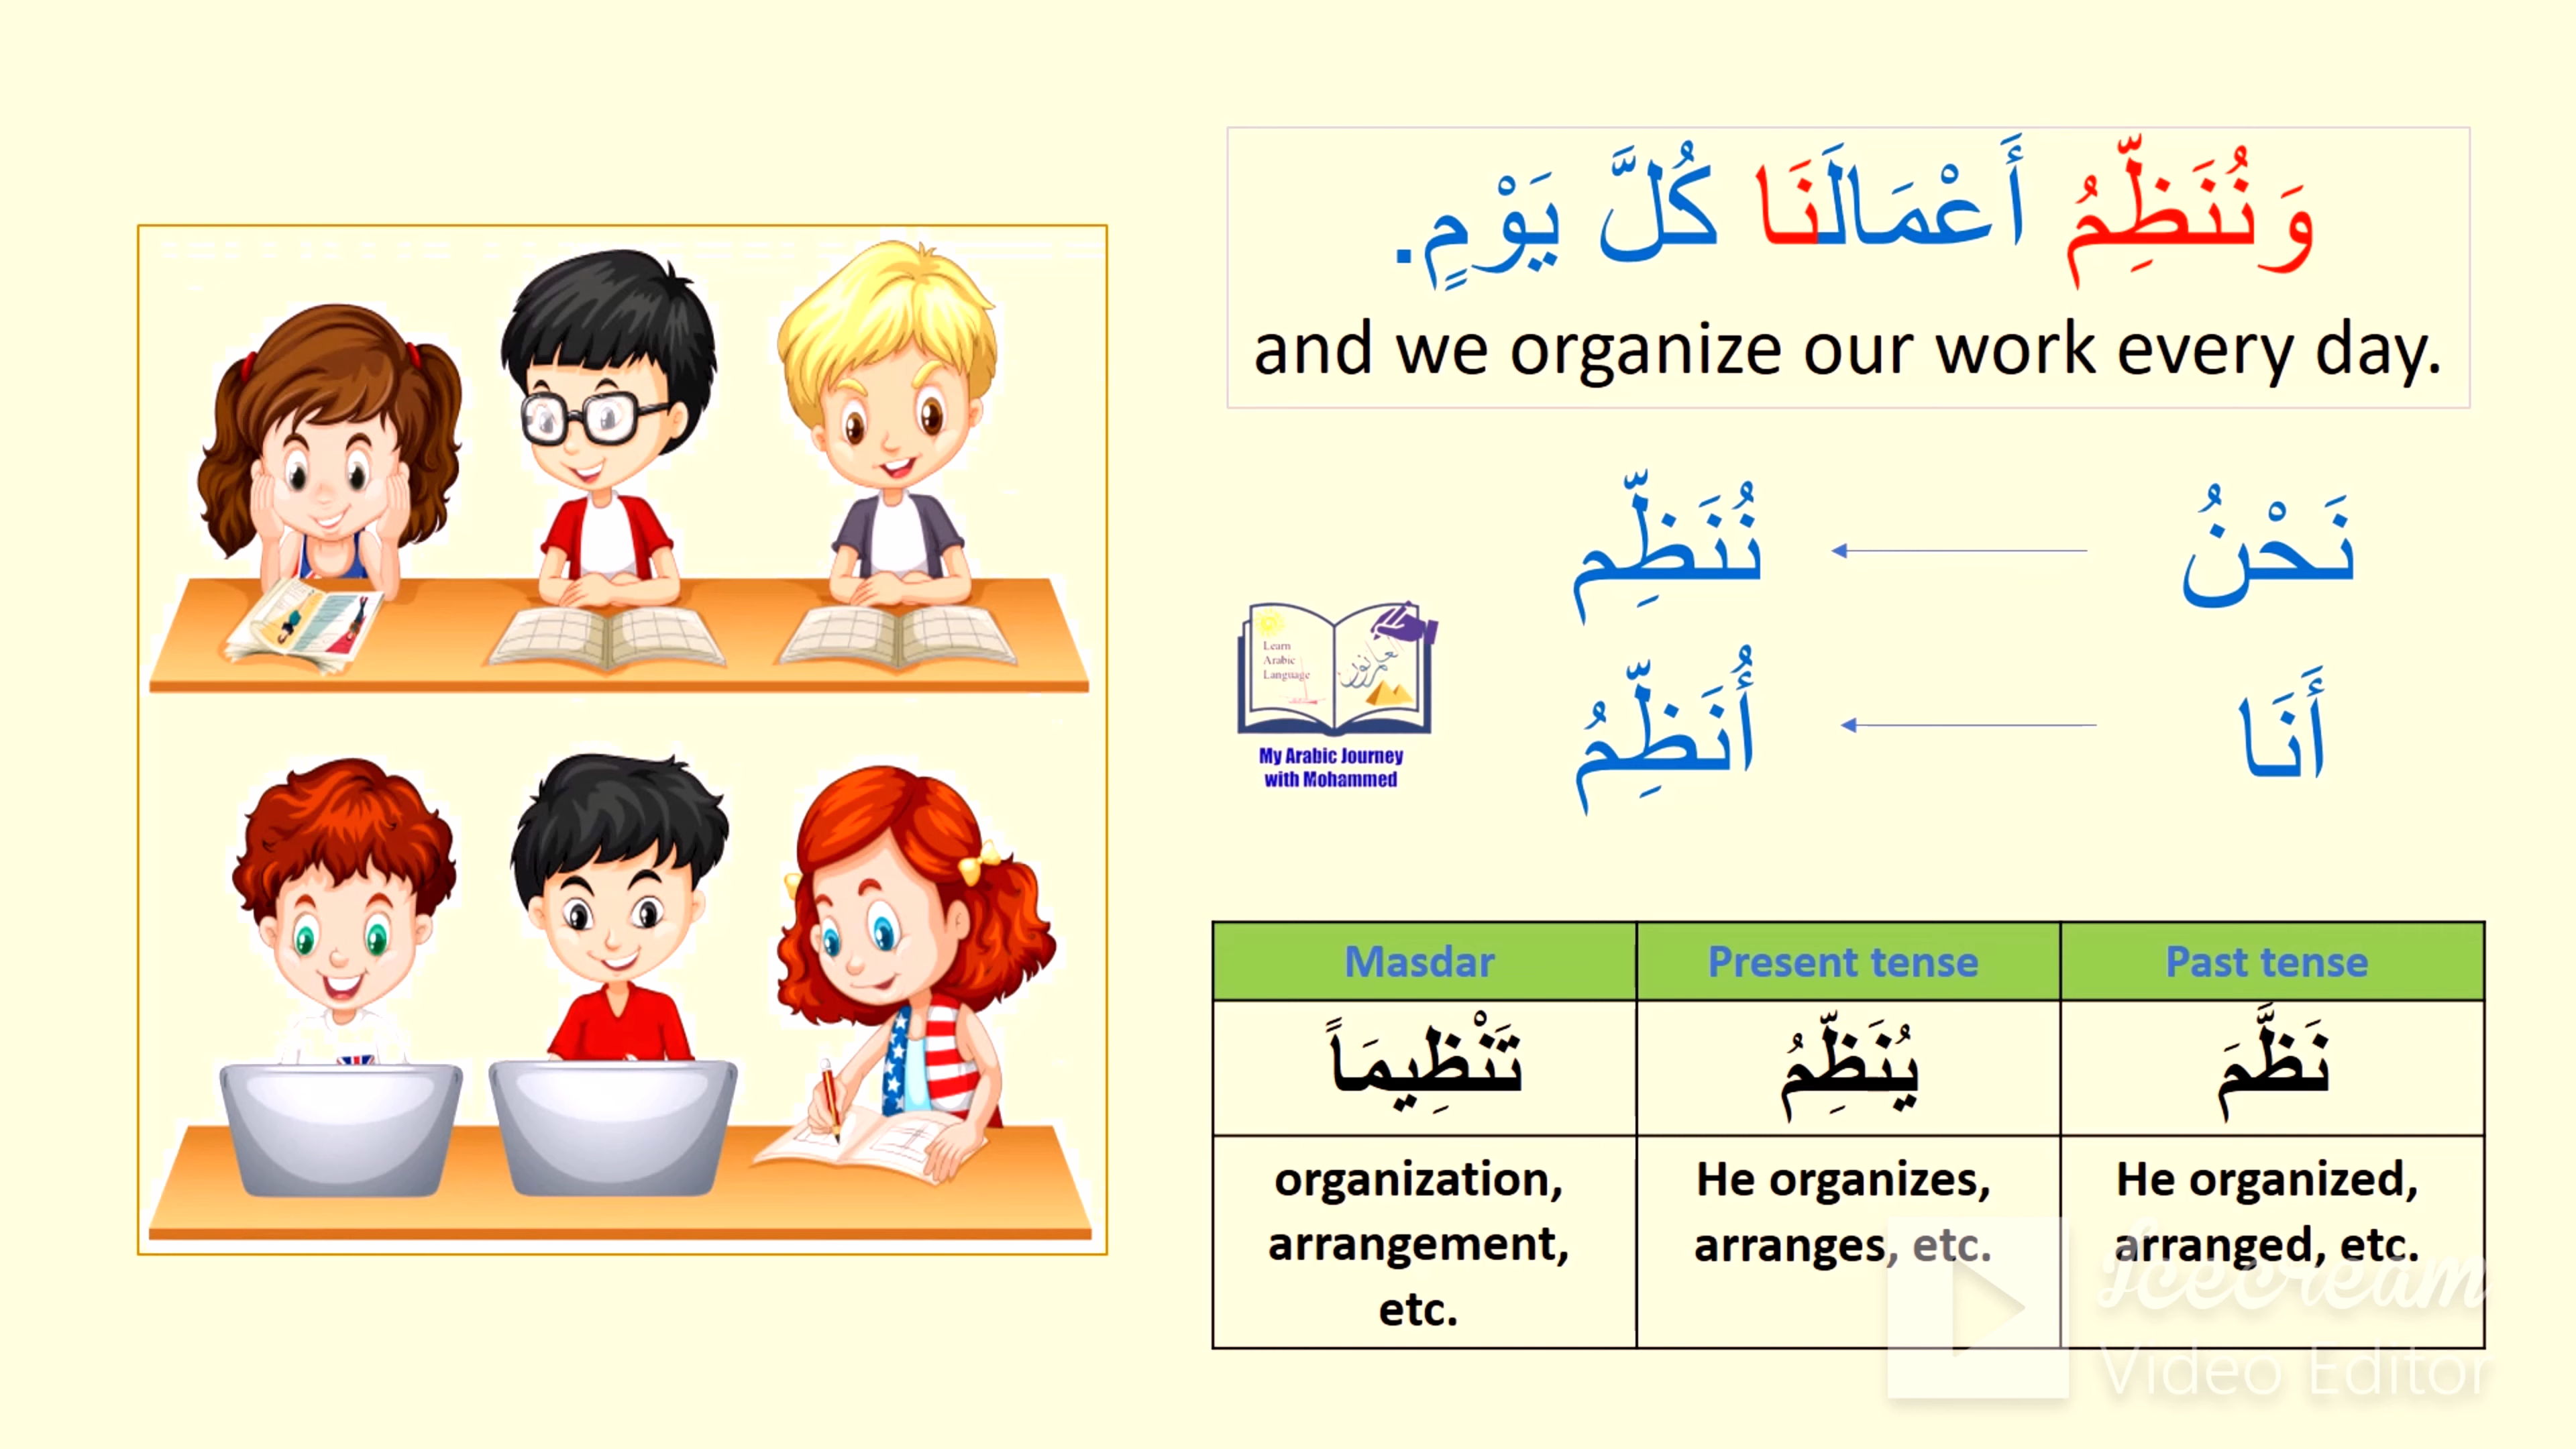 وَنُنَظِّمُ أَعْمَالَنَا كُلَّ يَوْمٍ.
and we organize our work every day.
نَحْنُ نُنَظِّم
أَنَا أُنَظِّمُ
Learn
Arabic
Language
My Arabic Journey
with Mohammed
Masdar Present tense Past tense
تَنْظِيمَاً يُنَظِّمُ نَظَّمَ
organization, He organizes, He organized,
arrangement, arranges, etc. arranged, etc.
etc.
Icecream
Video Editor